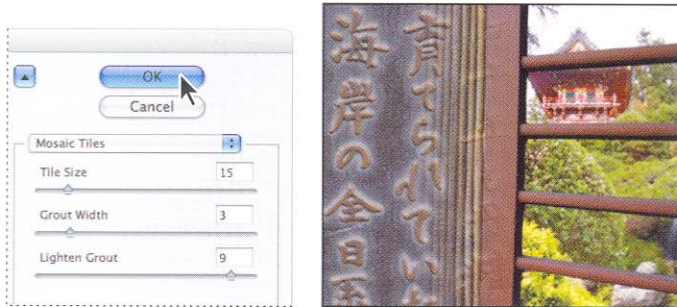 OK
Cancel
Mosaic Tiles
Tile Size 15
Grout Width 3
Lighten Grout 9
育てられてい
海岸の全日系